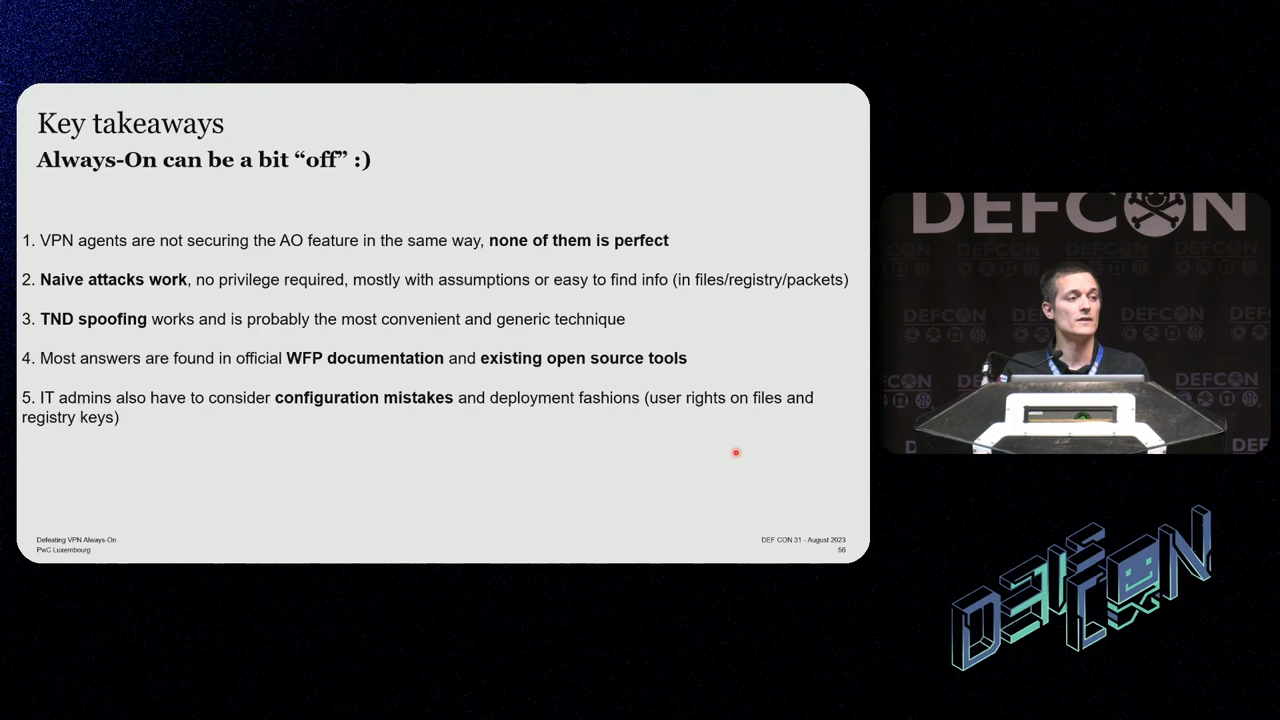 Key takeaways
Always-On can be a bit “off” :)
1. VPN agents are not securing the AO feature in the same way, none of them is perfect
2. Naive attacks work, no privilege required, mostly with assumptions or easy to find info (in files/registry/packets)
3. TND spoofing works and is probably the most convenient and generic technique
4. Most answers are found in official WFP documentation and existing open source tools
5. IT admins also have to consider configuration mistakes and deployment fashions (user rights on files and
registry keys)
Defeating VPN Always-On
PwC Luxembourg
DEF CON 31 - August 2023
56
DEFCON
DEFCON
DEFCON
DEFCON
DEFCON
DEFCON
DEFCON